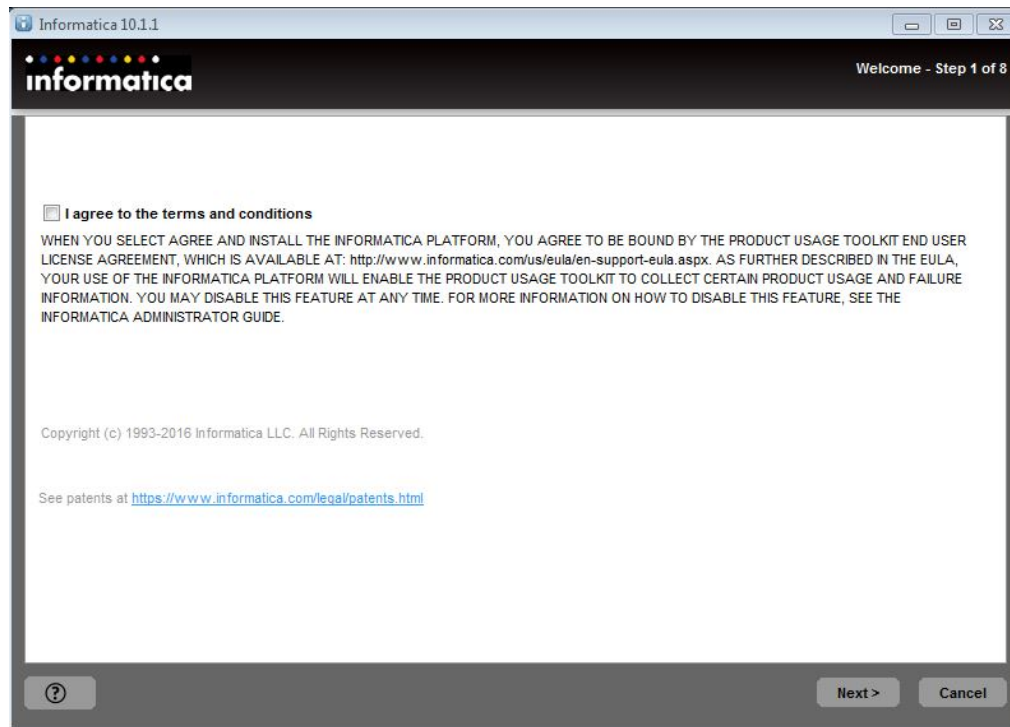 Informatica 10.1.1
informatica
Welcome - Step 1 of 8
I agree to the terms and conditions
WHEN YOU SELECT AGREE AND INSTALL THE INFORMATICA PLATFORM, YOU AGREE TO BE BOUND BY THE PRODUCT USAGE TOOLKIT END USER
LICENSE AGREEMENT, WHICH IS AVAILABLE AT: http://www.informatica.com/us/eula/en-support-eula.aspx. AS FURTHER DESCRIBED IN THE EULA,
YOUR USE OF THE INFORMATICA PLATFORM WILL ENABLE THE PRODUCT USAGE TOOLKIT TO COLLECT CERTAIN PRODUCT USAGE AND FAILURE
INFORMATION. YOU MAY DISABLE THIS FEATURE AT ANY TIME. FOR MORE INFORMATION ON HOW TO DISABLE THIS FEATURE, SEE THE
INFORMATICA ADMINISTRATOR GUIDE.
Copyright (c) 1993-2016 Informatica LLC. All Rights Reserved.
See patents at https://www.informatica.com/legal/patents.html
?
Next >
Cancel